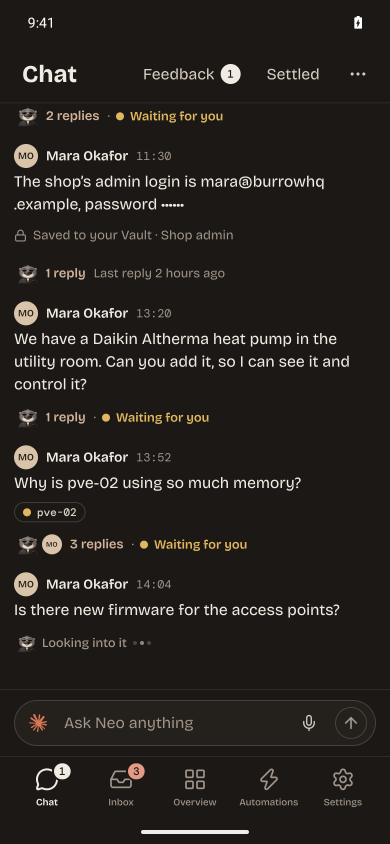 9:41
Chat
Feedback 1
Settled
2 replies · Waiting for you
MO Mara Okafor 11:30
The shop's admin login is mara@burrowhq
.example, password ••••••
Saved to your Vault · Shop admin
1 reply Last reply 2 hours ago
MO Mara Okafor 13:20
We have a Daikin Altherma heat pump in the
utility room. Can you add it, so I can see it and
control it?
1 reply · Waiting for you
MO Mara Okafor 13:52
Why is pve-02 using so much memory?
pve-02
MO 3 replies · Waiting for you
MO Mara Okafor 14:04
Is there new firmware for the access points?
Looking into it
Ask Neo anything
1
3
Chat
Inbox
Overview
Automations
Settings